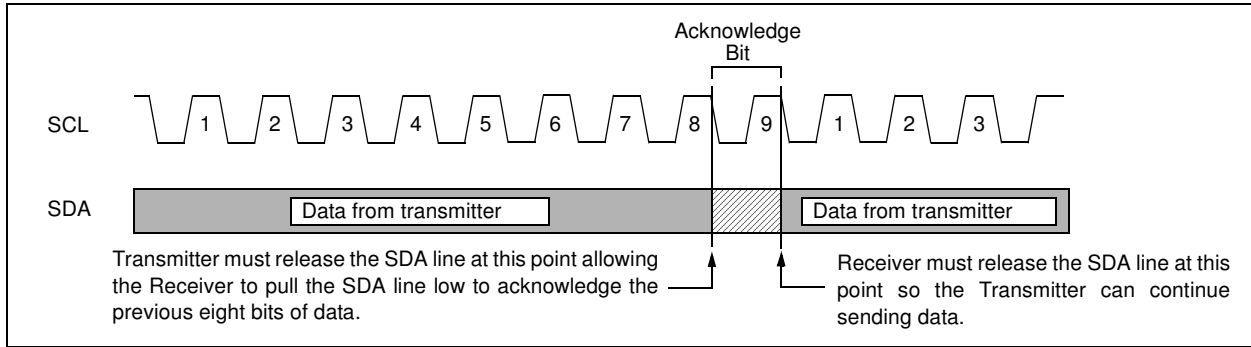 Acknowledge
Bit
SCL
1 2 3 4 5 6 7 8 9 1 2 3
SDA
Data from transmitter
Data from transmitter
Transmitter must release the SDA line at this point allowing
the Receiver to pull the SDA line low to acknowledge the
previous eight bits of data.
Receiver must release the SDA line at this
point so the Transmitter can continue
sending data.